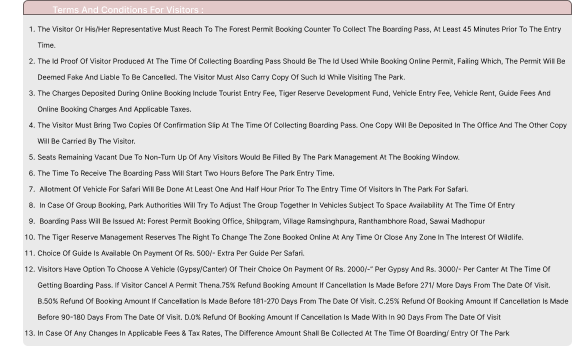 Terms And Conditions For Visitors :
1. The Visitor Or His/Her Representative Must Reach To The Forest Permit Booking Counter To Collect The Boarding Pass, At Least 45 Minutes Prior To The Entry
Time.
2. The Id Proof Of Visitor Produced At The Time Of Collecting Boarding Pass Should Be The Id Used While Booking Online Permit, Failing Which, The Permit Will Be
Deemed Fake And Liable To Be Cancelled. The Visitor Must Also Carry Copy Of Such Id While Visiting The Park.
3. The Charges Deposited During Online Booking Include Tourist Entry Fee, Tiger Reserve Development Fund, Vehicle Entry Fee, Vehicle Rent, Guide Fees And
Online Booking Charges And Applicable Taxes.
4. The Visitor Must Bring Two Copies Of Confirmation Slip At The Time Of Collecting Boarding Pass. One Copy Will Be Deposited In The Office And The Other Copy
Will Be Carried By The Visitor.
5. Seats Remaining Vacant Due To Non-Turn Up Of Any Visitors Would Be Filled By The Park Management At The Booking Window.
6. The Time To Receive The Boarding Pass Will Start Two Hours Before The Park Entry Time.
7. Allotment Of Vehicle For Safari Will Be Done At Least One And Half Hour Prior To The Entry Time Of Visitors In The Park For Safari.
8. In Case Of Group Booking, Park Authorities Will Try To Adjust The Group Together In Vehicles Subject To Space Availability At The Time Of Entry
9. Boarding Pass Will Be Issued At: Forest Permit Booking Office, Shilpgram, Village Ramsinghpura, Ranthambhore Road, Sawai Madhopur
10. The Tiger Reserve Management Reserves The Right To Change The Zone Booked Online At Any Time Or Close Any Zone In The Interest Of Wildlife.
11. Choice Of Guide Is Available On Payment Of Rs. 500/- Extra Per Guide Per Safari.
12. Visitors Have Option To Choose A Vehicle (Gypsy/Canter) Of Their Choice On Payment Of Rs. 2000/-" Per Gypsy And Rs. 3000/- Per Canter At The Time Of
Getting Boarding Pass. If Visitor Cancel A Permit Thena.75% Refund Booking Amount If Cancellation Is Made Before 271/ More Days From The Date Of Visit.
B.50% Refund Of Booking Amount If Cancellation Is Made Before 181-270 Days From The Date Of Visit. C.25% Refund Of Booking Amount If Cancellation Is Made
Before 90-180 Days From The Date Of Visit. D.0% Refund Of Booking Amount If Cancellation Is Made With In 90 Days From The Date Of Visit
13. In Case Of Any Changes In Applicable Fees & Tax Rates, The Difference Amount Shall Be Collected At The Time Of Boarding/ Entry Of The Park